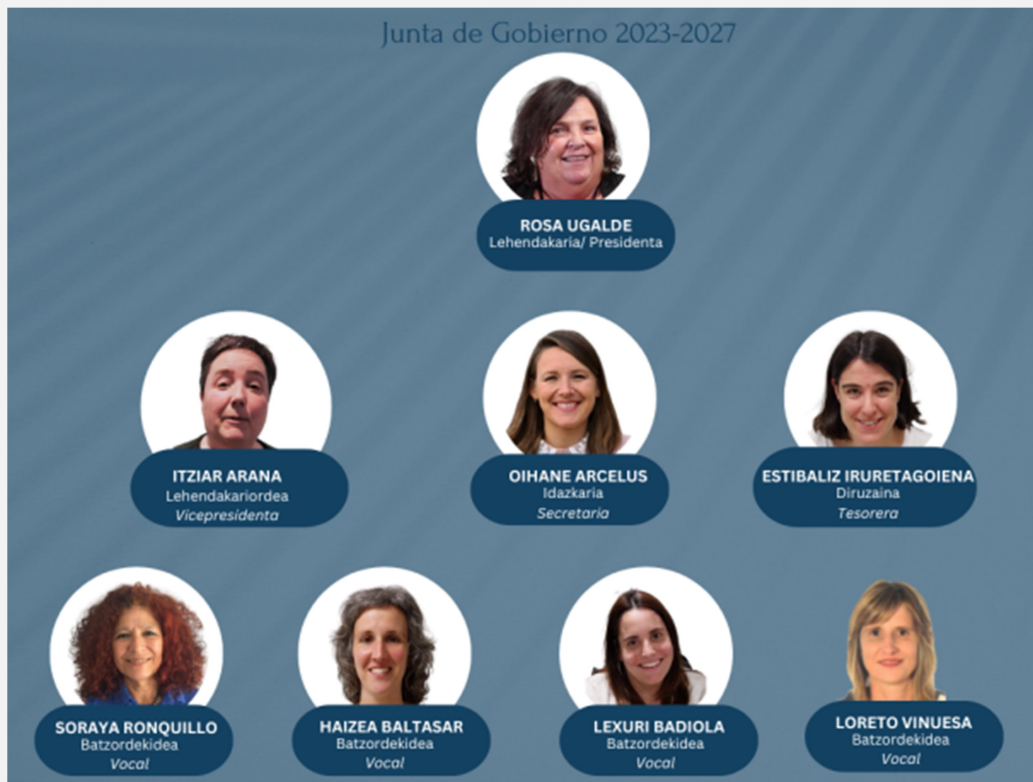 Junta de Gobierno 2023-2027
ROSA UGALDE
Lehendakaria/ Presidenta
ITZIAR ARANA
Lehendakariordea
Vicepresidenta
OIHANE ARCELUS
Idazkaria
Secretaria
ESTIBALIZ IRURETAGOIENA
Diruzaina
Tesorera
SORAYA RONQUILLO
Batzordekidea
Vocal
HAIZEA BALTASAR
Batzordekidea
Vocal
LEXURI BADIOLA
Batzordekidea
Vocal
LORETO VINUESA
Batzordekidea
Vocal